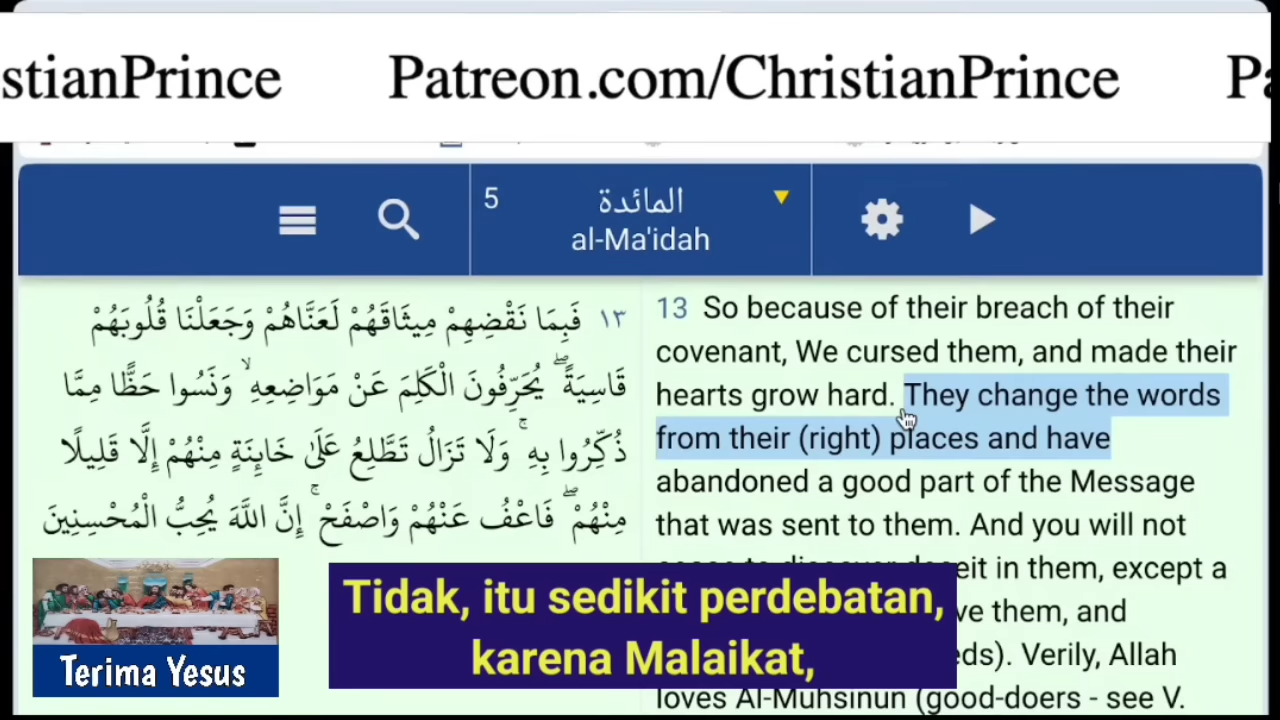 stianPrince Patreon.com/ChristianPrince Pa
5
المائدة
al-Ma'idah
١٣ فَبِمَا نَقْضِهِمْ مِيثَاقَهُمْ لَعَنَّاهُمْ وَجَعَلْنَا قُلُوبَهُمْ
قَاسِيَةً ۖ يُحَرِّفُونَ الْكَلِمَ عَنْ مَوَاضِعِهِ ۙ وَنَسُوا حَظًّا مِمَّا
ذُكِّرُوا بِهِ ۚ وَلَا تَزَالُ تَطَّلِعُ عَلَىٰ خَائِنَةٍ مِنْهُمْ إِلَّا قَلِيلًا
مِنْهُمْ ۖ فَاعْفُ عَنْهُمْ وَاصْفَحْ ۚ إِنَّ اللَّهَ يُحِبُّ الْمُحْسِنِينَ
13 So because of their breach of their
covenant, We cursed them, and made their
hearts grow hard. They change the words
from their (right) places and have
abandoned a good part of the Message
that was sent to them. And you will not
in them, except a
them, and
Verily, Allah
loves Al-Muhsinun (good-doers - see V.
Terima Yesus
Tidak, itu sedikit perdebatan,
karena Malaikat,